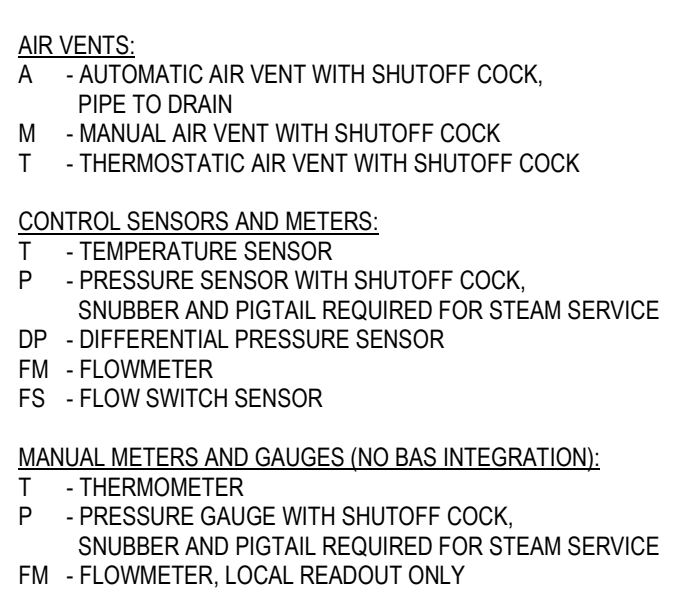 AIR VENTS:
A - AUTOMATIC AIR VENT WITH SHUTOFF COCK,
PIPE TO DRAIN
M - MANUAL AIR VENT WITH SHUTOFF COCK
T - THERMOSTATIC AIR VENT WITH SHUTOFF COCK
CONTROL SENSORS AND METERS:
T - TEMPERATURE SENSOR
P - PRESSURE SENSOR WITH SHUTOFF COCK,
SNUBBER AND PIGTAIL REQUIRED FOR STEAM SERVICE
DP - DIFFERENTIAL PRESSURE SENSOR
FM - FLOWMETER
FS - FLOW SWITCH SENSOR
MANUAL METERS AND GAUGES (NO BAS INTEGRATION):
T - THERMOMETER
P - PRESSURE GAUGE WITH SHUTOFF COCK,
SNUBBER AND PIGTAIL REQUIRED FOR STEAM SERVICE
FM - FLOWMETER, LOCAL READOUT ONLY